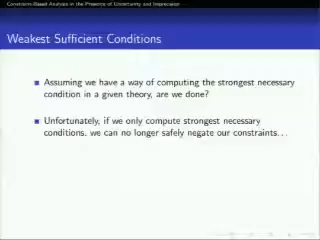 Constraint-Based Analysis in the Presence of Uncertainty and Imprecision
Weakest Sufficient Conditions
Assuming we have a way of computing the strongest necessary
condition in a given theory, are we done?
Unfortunately, if we only compute strongest necessary
conditions, we can no longer safely negate our constraints...